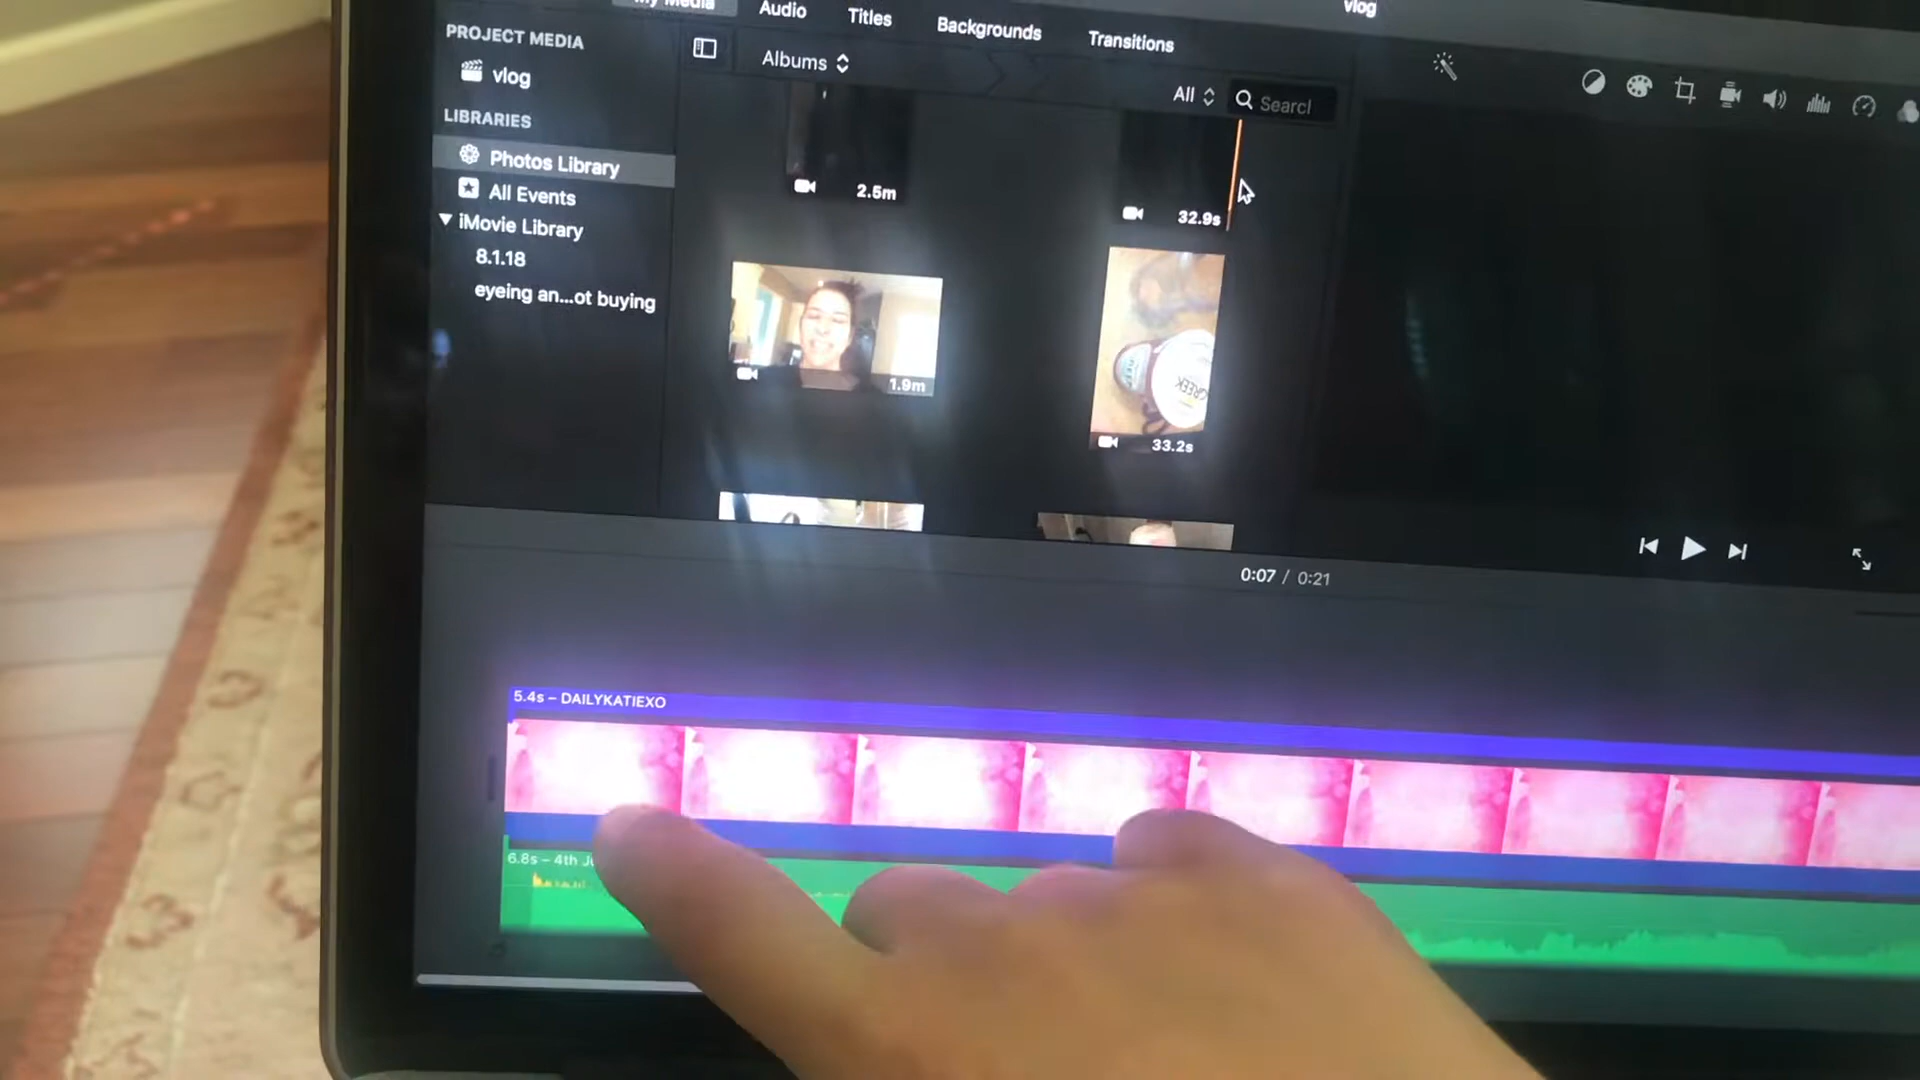 My Media
Audio
Titles
Backgrounds
Transitions
vlog
PROJECT MEDIA
vlog
LIBRARIES
Photos Library
All Events
iMovie Library
8.1.18
eyeing an...ot buying
Albums
All
Searcl
2.5m
32.9s
1.9m
GREEK
33.2s
0:07 / 0:21
5.4s – DAILYKATIEXO
6.8s – 4th